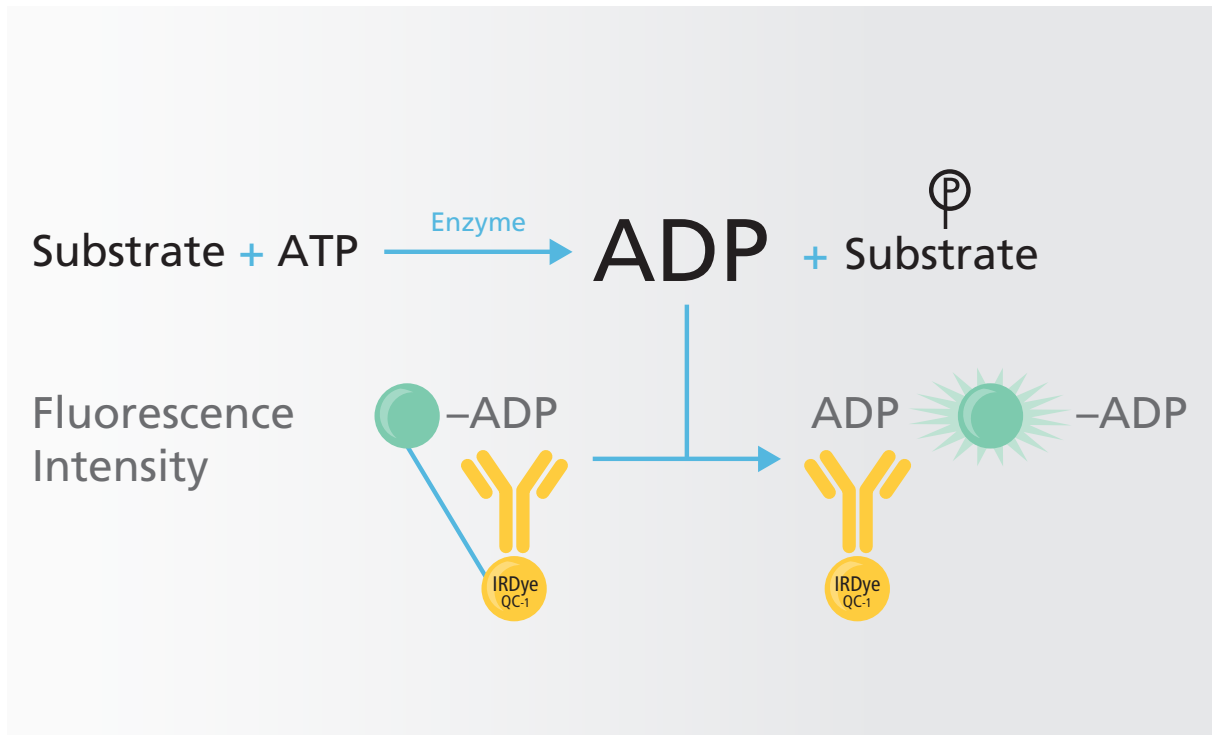 P
Substrate + ATP
Enzyme
ADP + Substrate
Fluorescence
Intensity
–ADP
ADP
–ADP
IRDye
QC-1
IRDye
QC-1